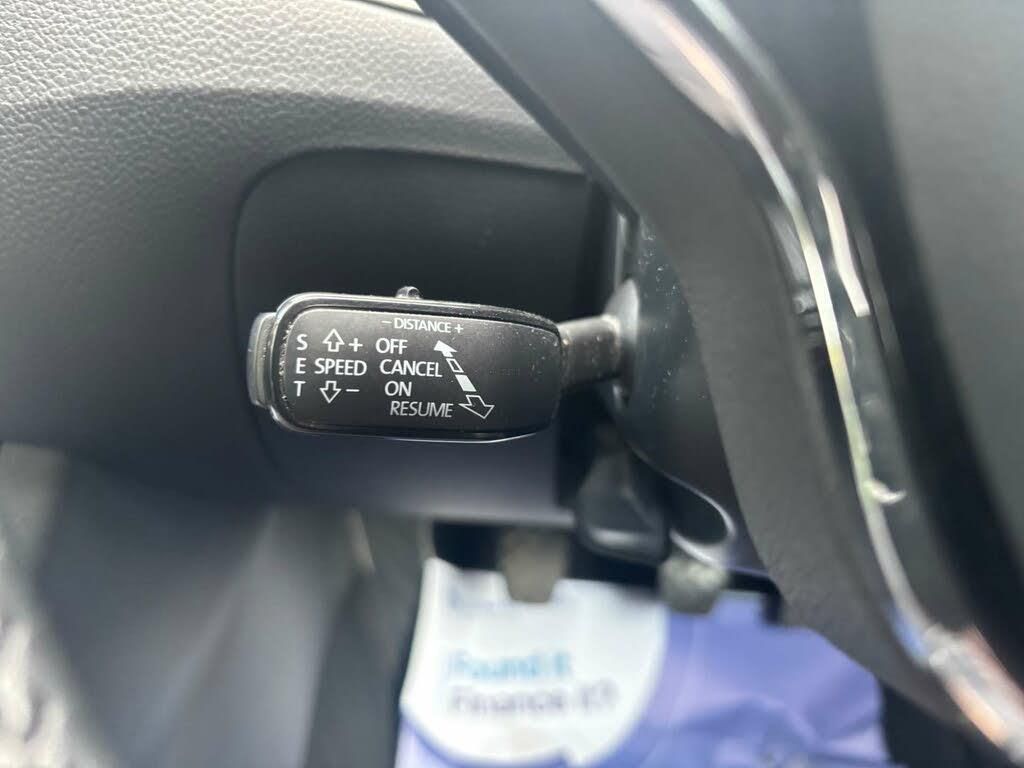 − DISTANCE +
S + OFF
E SPEED CANCEL
T − ON
RESUME
Found it
Finance it?